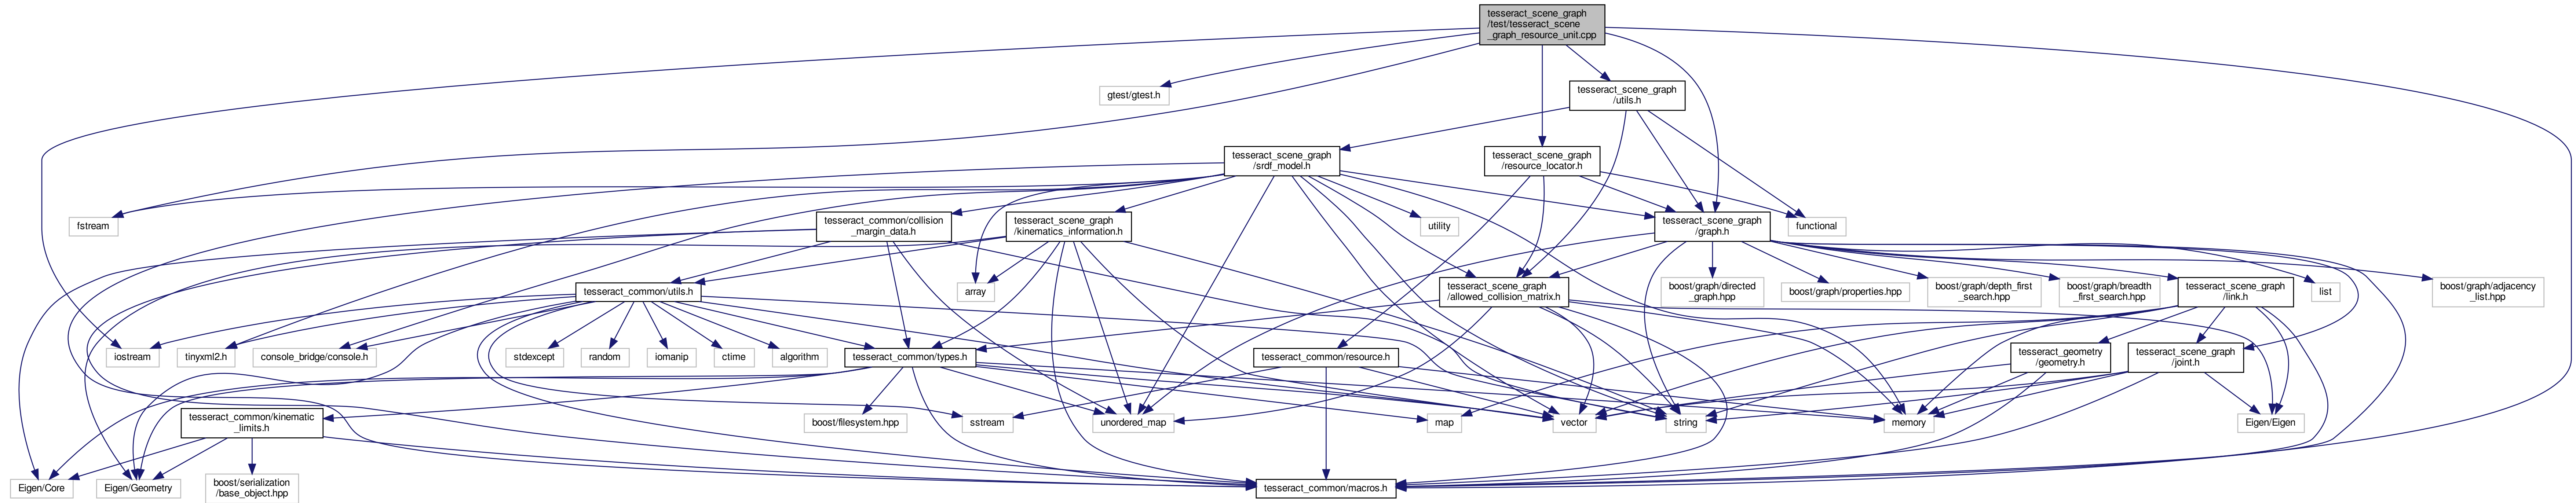 tesseract_scene_graph
/test/tesseract_scene
_graph_resource_unit.cpp
gtest/gtest.h
tesseract_scene_graph
/utils.h
tesseract_scene_graph
/srdf_model.h
tesseract_scene_graph
/resource_locator.h
fstream
tesseract_common/collision
_margin_data.h
tesseract_scene_graph
/kinematics_information.h
utility
tesseract_scene_graph
/graph.h
functional
tesseract_common/utils.h
array
tesseract_scene_graph
/allowed_collision_matrix.h
boost/graph/directed
_graph.hpp
boost/graph/properties.hpp
boost/graph/depth_first
_search.hpp
boost/graph/breadth
_first_search.hpp
tesseract_scene_graph
/link.h
list
boost/graph/adjacency
_list.hpp
iostream
tinyxml2.h
console_bridge/console.h
stdexcept
random
iomanip
ctime
algorithm
tesseract_common/types.h
tesseract_common/resource.h
tesseract_geometry
/geometry.h
tesseract_scene_graph
/joint.h
tesseract_common/kinematic
_limits.h
boost/filesystem.hpp
sstream
unordered_map
map
vector
string
memory
Eigen/Eigen
Eigen/Core
Eigen/Geometry
boost/serialization
/base_object.hpp
tesseract_common/macros.h